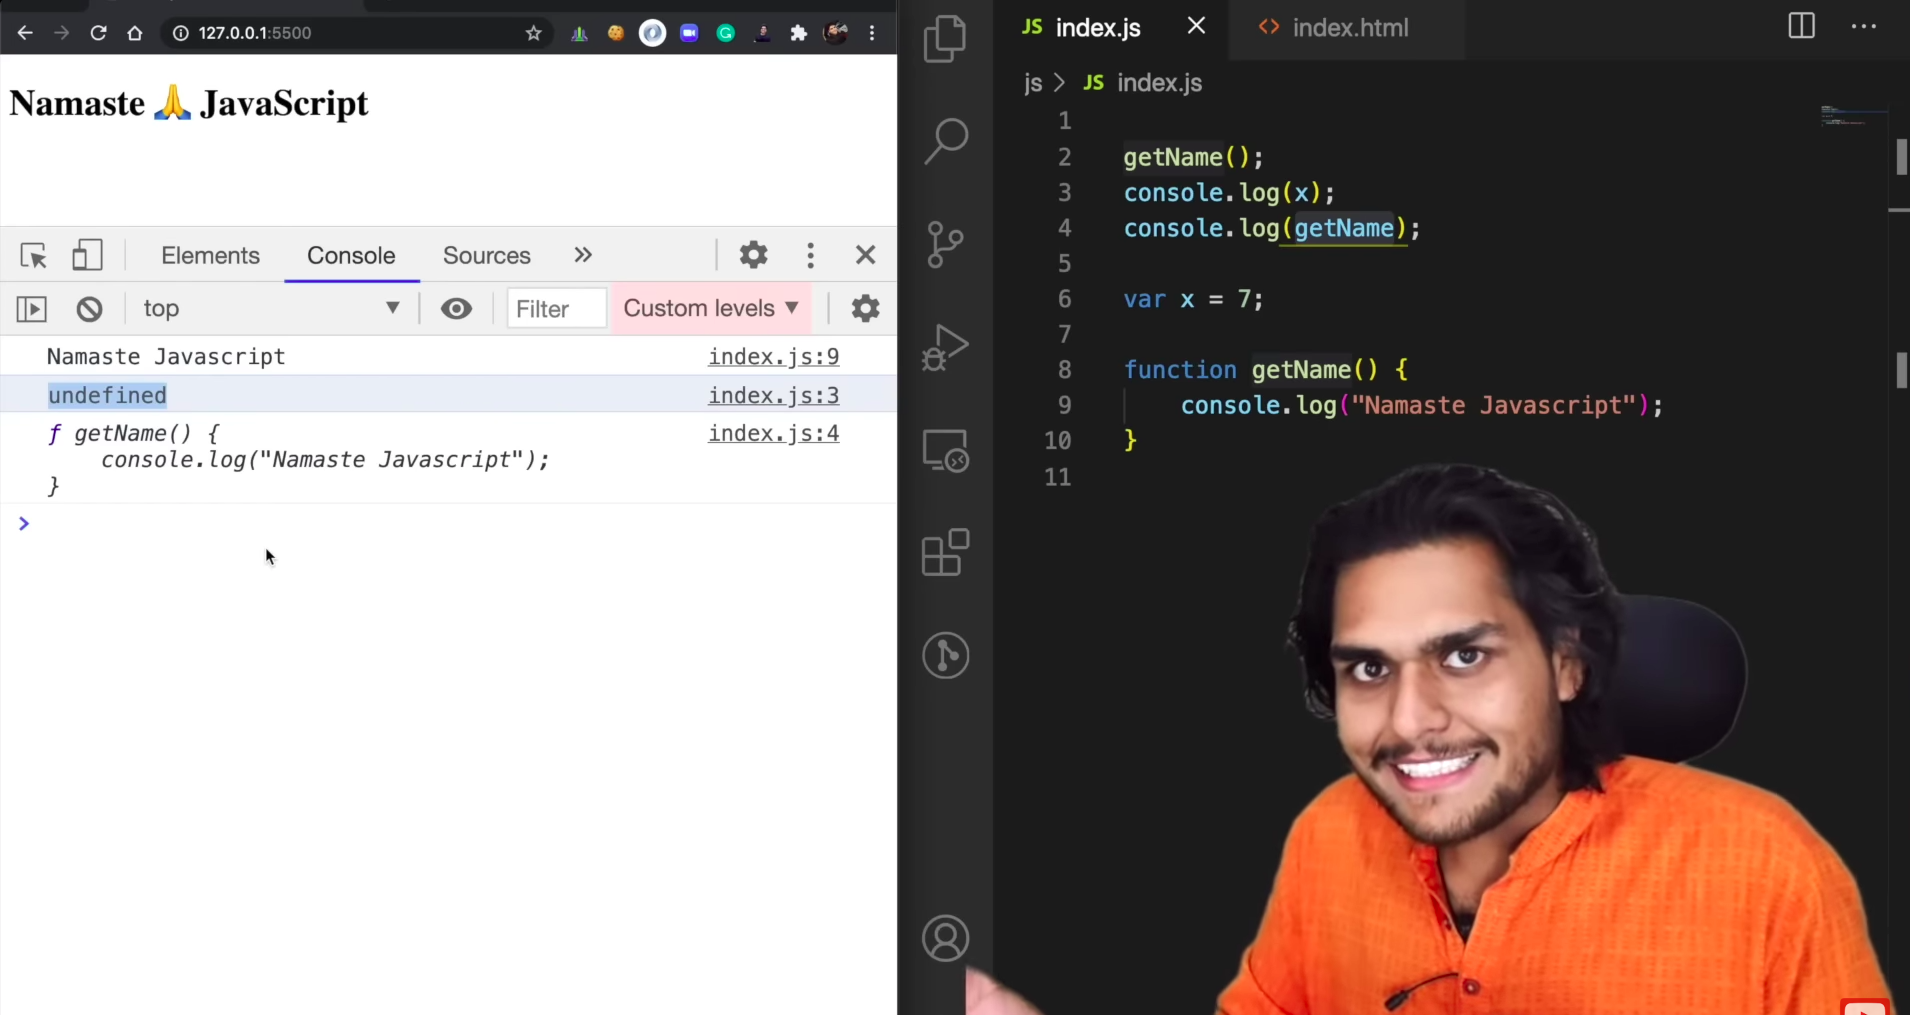 127.0.0.1:5500
Namaste 🙏 JavaScript
Elements Console Sources »
top Filter Custom levels
Namaste Javascript index.js:9
undefined index.js:3
ƒ getName() { index.js:4
console.log("Namaste Javascript");
}
>
JS index.js index.html
js > JS index.js
1
2 getName();
3 console.log(x);
4 console.log(getName);
5
6 var x = 7;
7
8 function getName() {
9 console.log("Namaste Javascript");
10 }
11